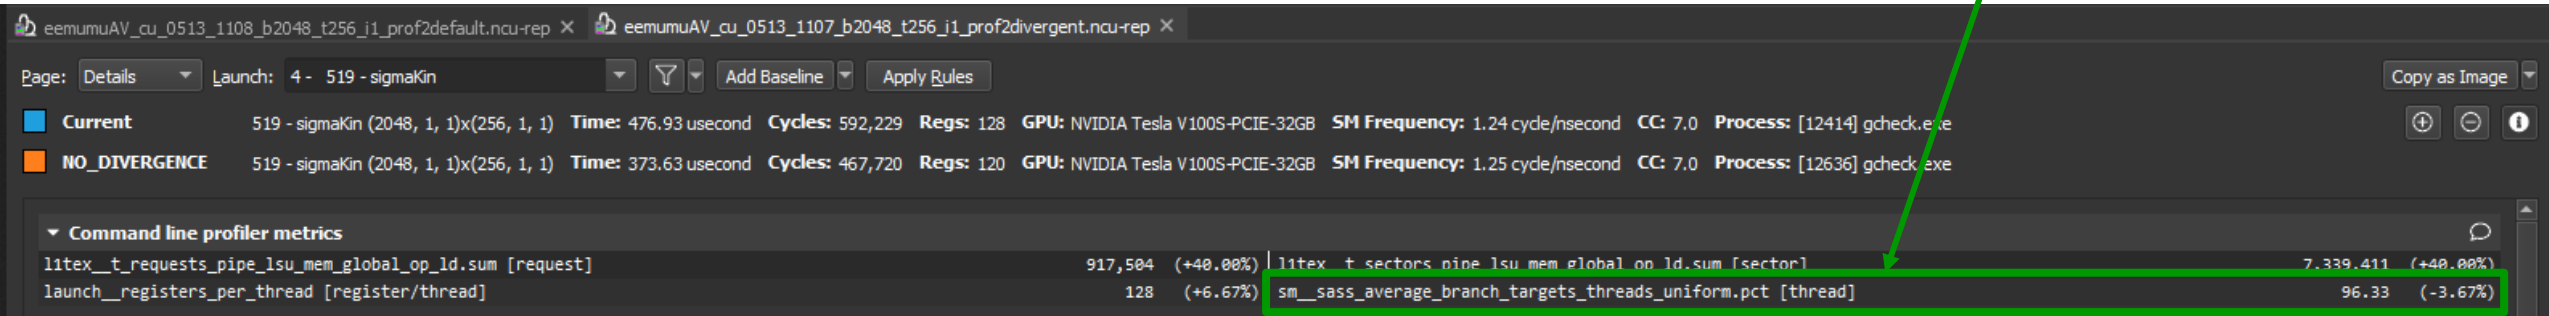 eemumuAV_cu_0513_1108_b2048_t256_i1_prof2default.ncu-rep × eemumuAV_cu_0513_1107_b2048_t256_i1_prof2divergent.ncu-rep ×
Page: Details Launch: 4 - 519 - sigmaKin Add Baseline Apply Rules Copy as Image
Current 519 - sigmaKin (2048, 1, 1)x(256, 1, 1) Time: 476.93 usecond Cycles: 592,229 Regs: 128 GPU: NVIDIA Tesla V100S-PCIE-32GB SM Frequency: 1.24 cycle/nsecond CC: 7.0 Process: [12414] gcheck.exe
NO_DIVERGENCE 519 - sigmaKin (2048, 1, 1)x(256, 1, 1) Time: 373.63 usecond Cycles: 467,720 Regs: 120 GPU: NVIDIA Tesla V100S-PCIE-32GB SM Frequency: 1.25 cycle/nsecond CC: 7.0 Process: [12636] gcheck.exe
Command line profiler metrics
l1tex__t_requests_pipe_lsu_mem_global_op_ld.sum [request] 917,504 (+40.00%) l1tex__t_sectors_pipe_lsu_mem_global_op_ld.sum [sector] 7,339,411 (+40.00%)
launch__registers_per_thread [register/thread] 128 (+6.67%) sm__sass_average_branch_targets_threads_uniform.pct [thread] 96.33 (-3.67%)